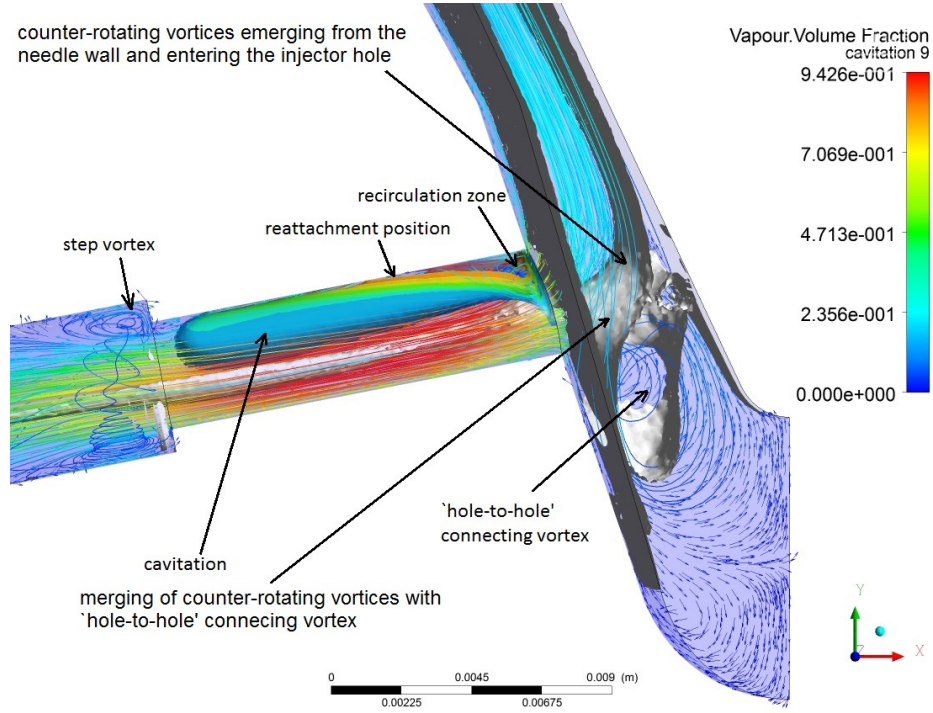 counter-rotating vortices emerging from the
needle wall and entering the injector hole
Vapour.Volume Fraction
cavitation 9
9.426e-001
7.069e-001
4.713e-001
2.356e-001
0.000e+000
recirculation zone
reattachment position
step vortex
`hole-to-hole'
connecting vortex
cavitation
merging of counter-rotating vortices with
`hole-to-hole' connecing vortex
Y
X
Z
0
0.0045
0.009 (m)
0.00225
0.00675